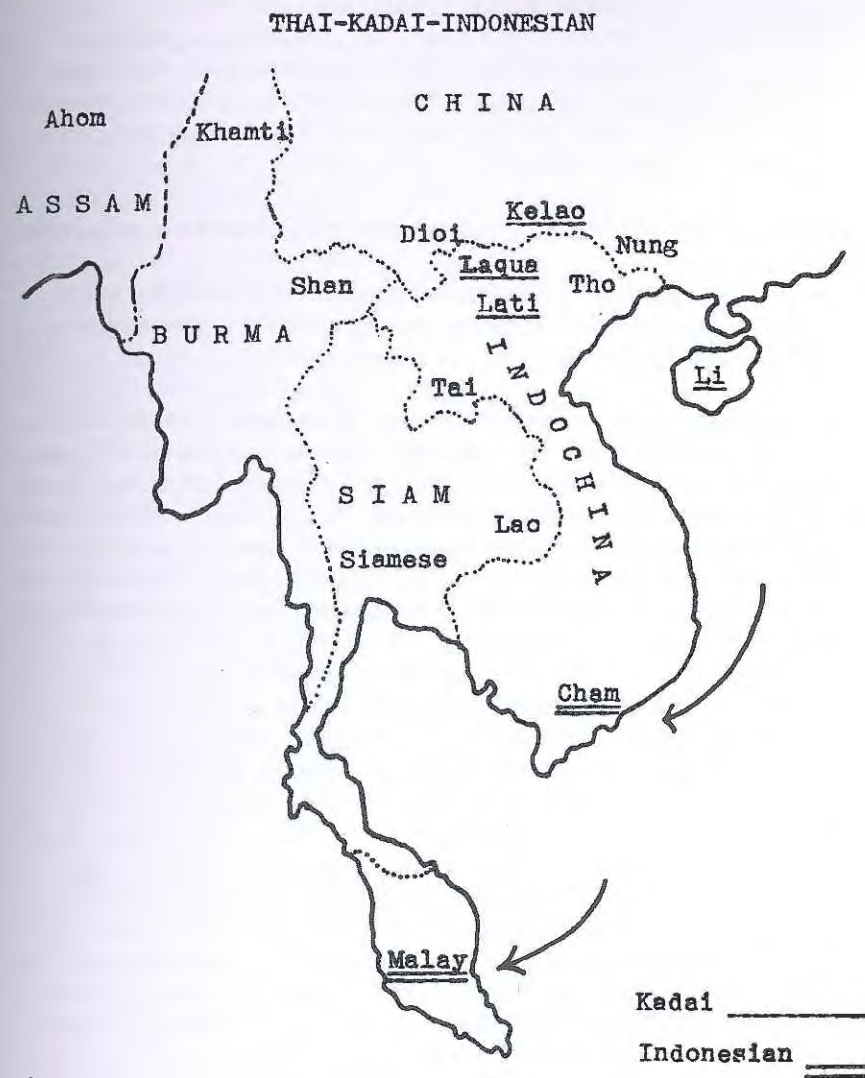 THAI-KADAI-INDONESIAN
CHINA
Ahom
Khamti
ASSAM
Kelao
Dioi
Nung
Laqua
Shan
Tho
Lati
BURMA
INDOCHINA
Li
Tai
SIAM
Lao
Siamese
Cham
Malay
Kadai
Indonesian